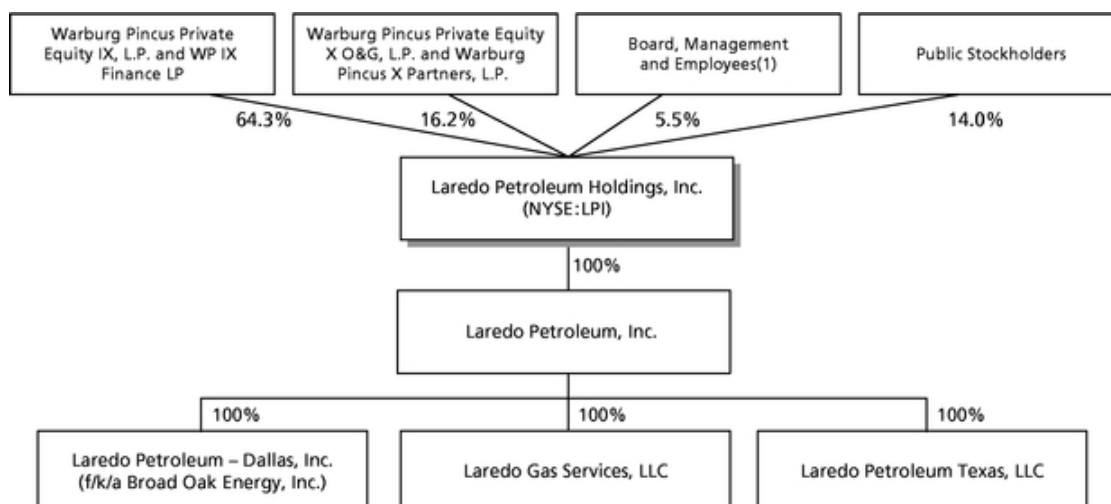 Warburg Pincus Private
Equity IX, L.P. and WP IX
Finance LP
Warburg Pincus Private Equity
X O&G, L.P. and Warburg
Pincus X Partners, L.P.
Board, Management
and Employees(1)
Public Stockholders
64.3%
16.2%
5.5%
14.0%
Laredo Petroleum Holdings, Inc.
(NYSE:LPI)
100%
Laredo Petroleum, Inc.
100%
100%
100%
Laredo Petroleum – Dallas, Inc.
(f/k/a Broad Oak Energy, Inc.)
Laredo Gas Services, LLC
Laredo Petroleum Texas, LLC